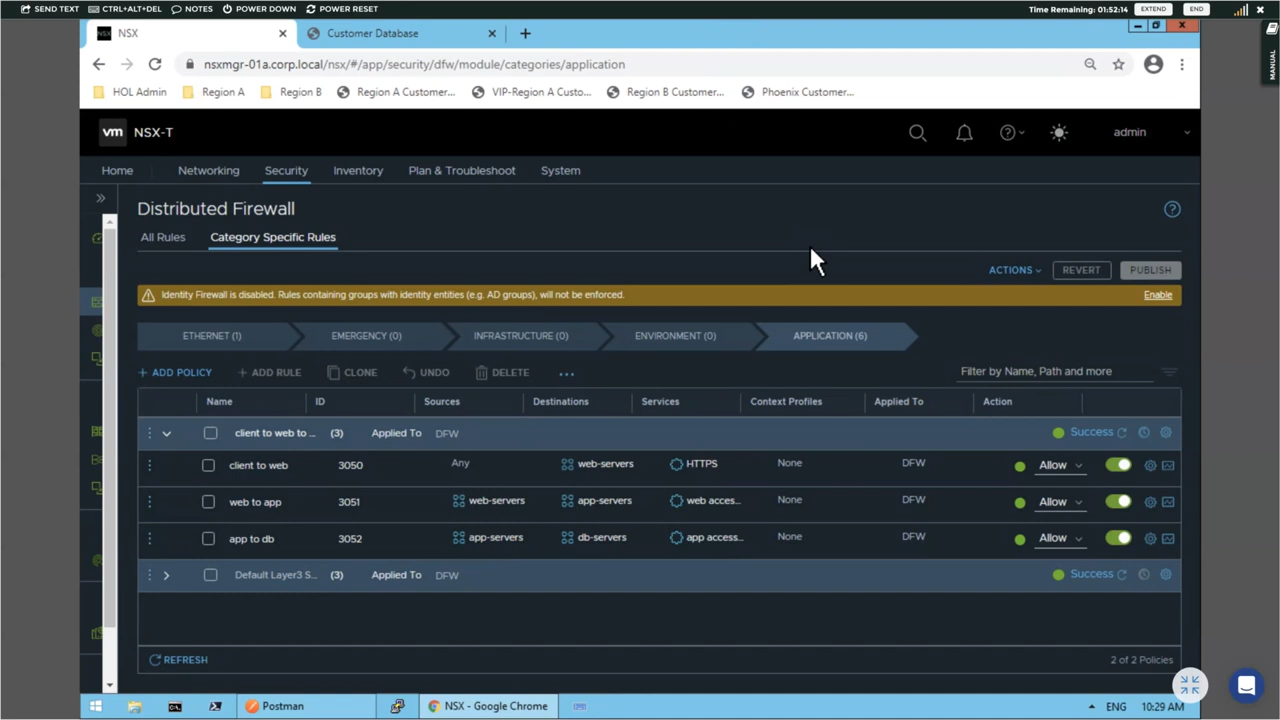 SEND TEXT CTRL+ALT+DEL NOTES POWER DOWN POWER RESET Time Remaining: 01:52:14 EXTEND END
MANUAL
NSX Customer Database
nsxmgr-01a.corp.local/nsx/#/app/security/dfw/module/categories/application
HOL Admin Region A Region B Region A Customer... VIP-Region A Custo... Region B Customer... Phoenix Customer...
vm NSX-T admin
Home Networking Security Inventory Plan & Troubleshoot System
Distributed Firewall
All Rules Category Specific Rules
ACTIONS REVERT PUBLISH
Identity Firewall is disabled. Rules containing groups with identity entities (e.g. AD groups), will not be enforced. Enable
ETHERNET (1) EMERGENCY (0) INFRASTRUCTURE (0) ENVIRONMENT (0) APPLICATION (6)
+ ADD POLICY + ADD RULE CLONE UNDO DELETE ... Filter by Name, Path and more
Name ID Sources Destinations Services Context Profiles Applied To Action
client to web to ... (3) Applied To DFW Success
client to web 3050 Any web-servers HTTPS None DFW Allow
web to app 3051 web-servers app-servers web acces... None DFW Allow
app to db 3052 app-servers db-servers app access... None DFW Allow
Default Layer3 S... (3) Applied To DFW Success
REFRESH 2 of 2 Policies
Postman NSX - Google Chrome ENG 10:29 AM